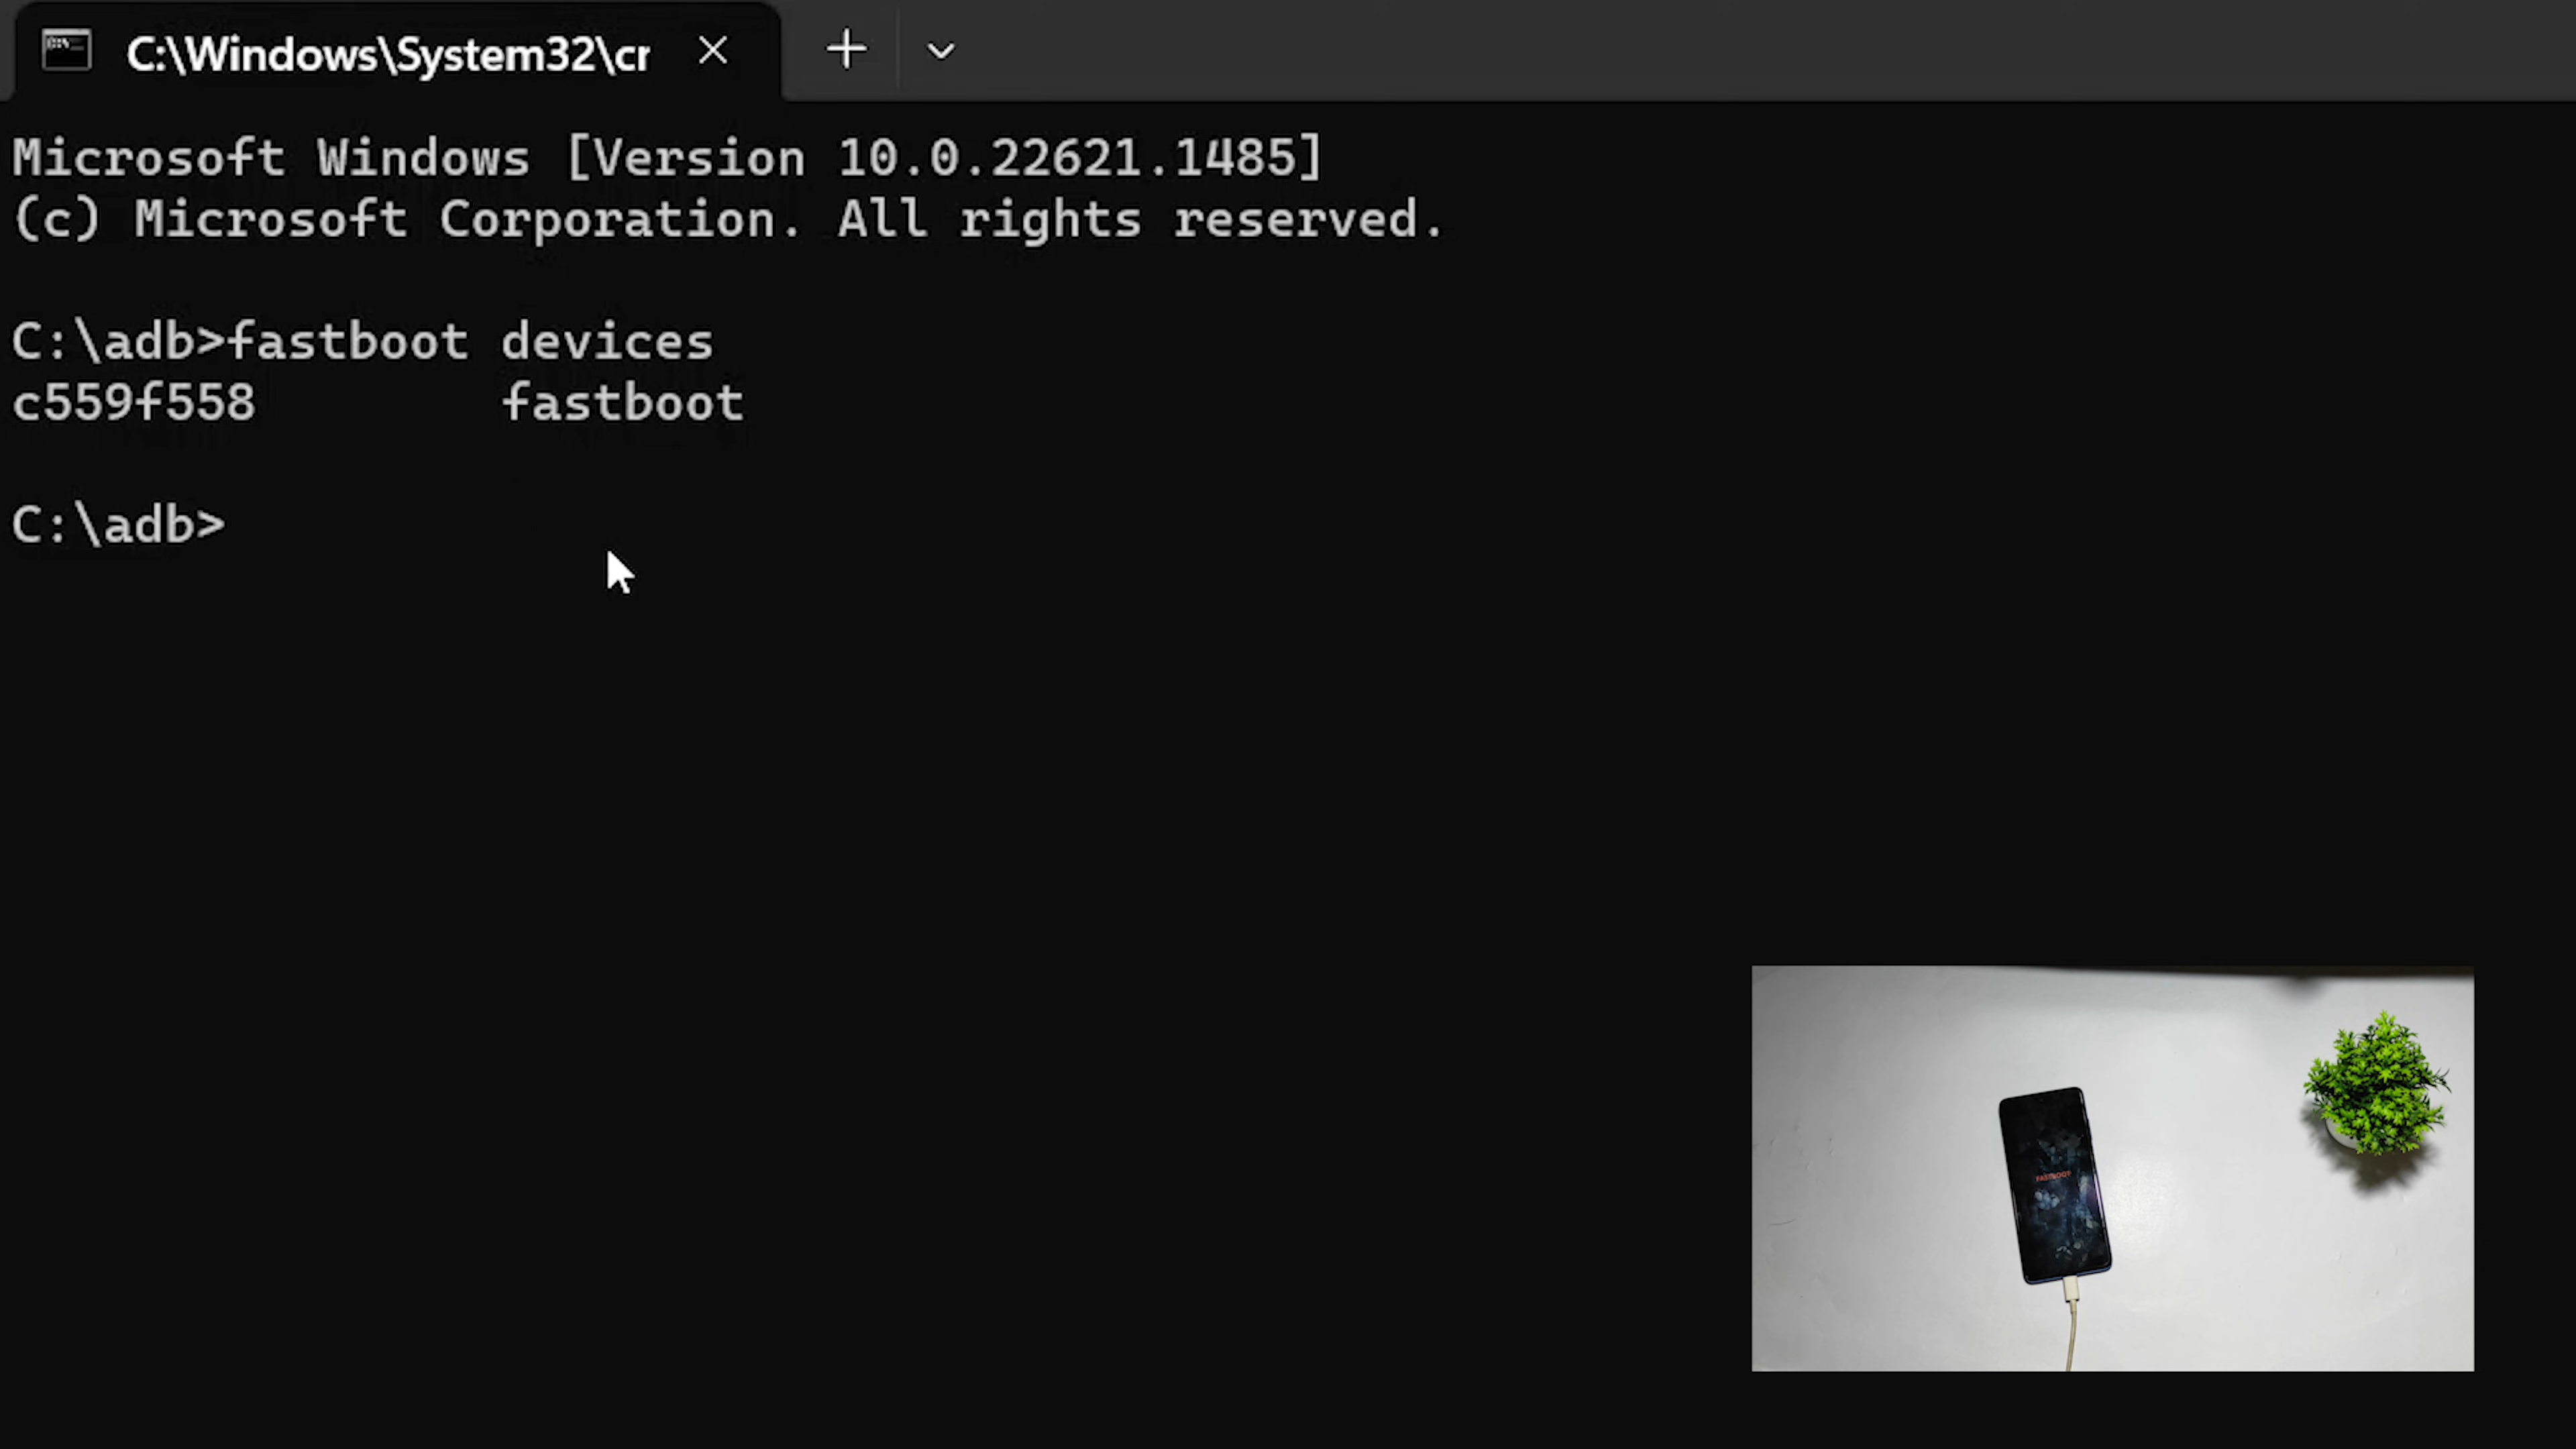 C:\Windows\System32\cr
Microsoft Windows [Version 10.0.22621.1485]
(c) Microsoft Corporation. All rights reserved.
C:\adb>fastboot devices
c559f558 fastboot
C:\adb>
FASTBOOT